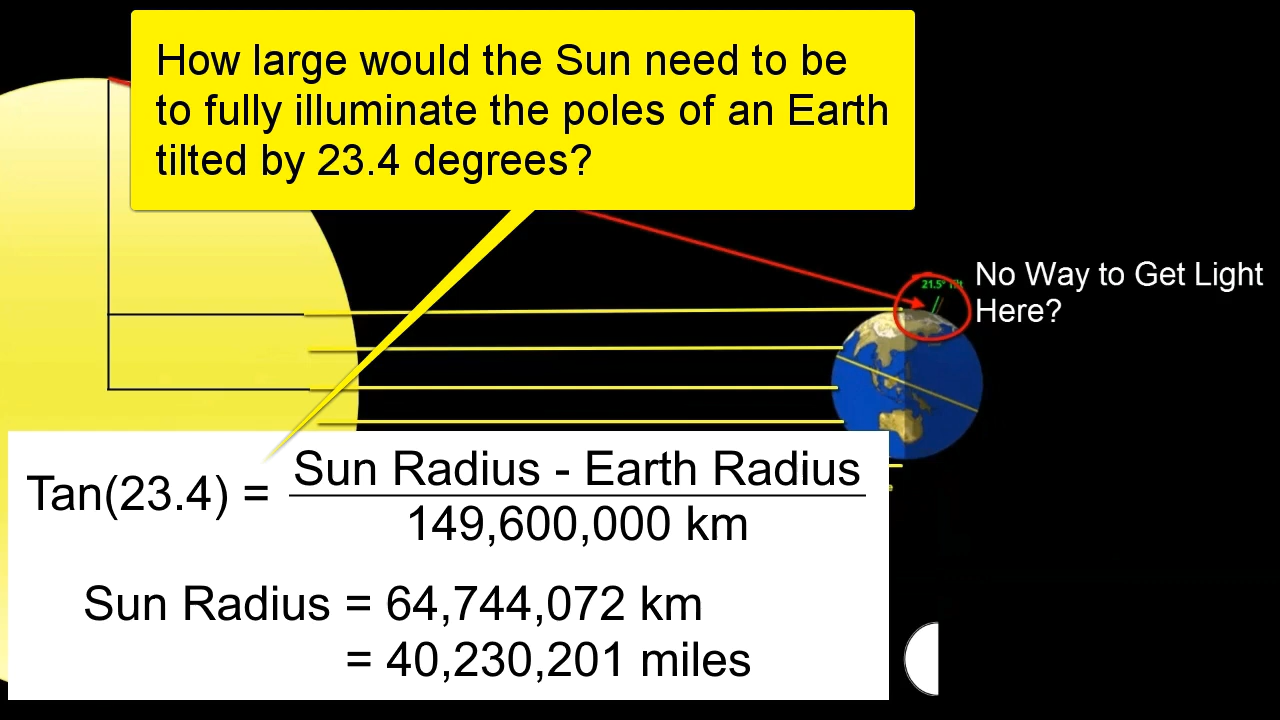 How large would the Sun need to be
to fully illuminate the poles of an Earth
tilted by 23.4 degrees?
No Way to Get Light
Here?
21.5°
Tan(23.4) = Sun Radius - Earth Radius
149,600,000 km
Sun Radius = 64,744,072 km
= 40,230,201 miles